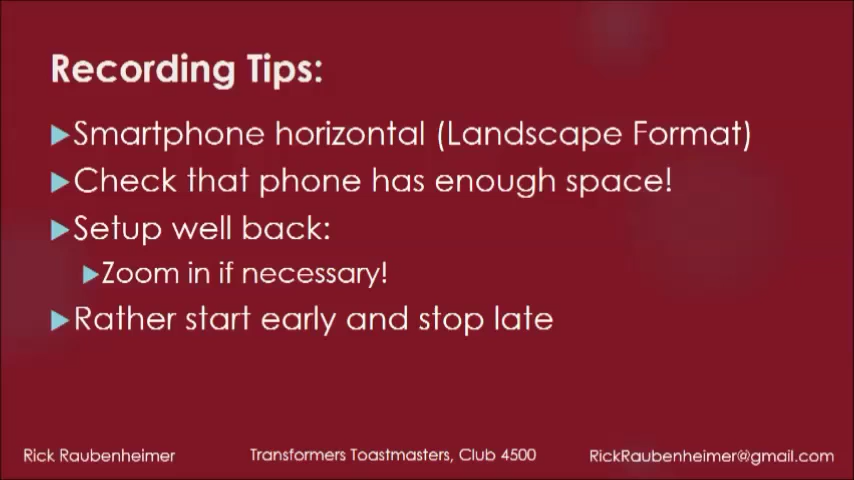 Recording Tips:
Smartphone horizontal (Landscape Format)
Check that phone has enough space!
Setup well back:
Zoom in if necessary!
Rather start early and stop late
Rick Raubenheimer
Transformers Toastmasters, Club 4500
RickRaubenheimer@gmail.com